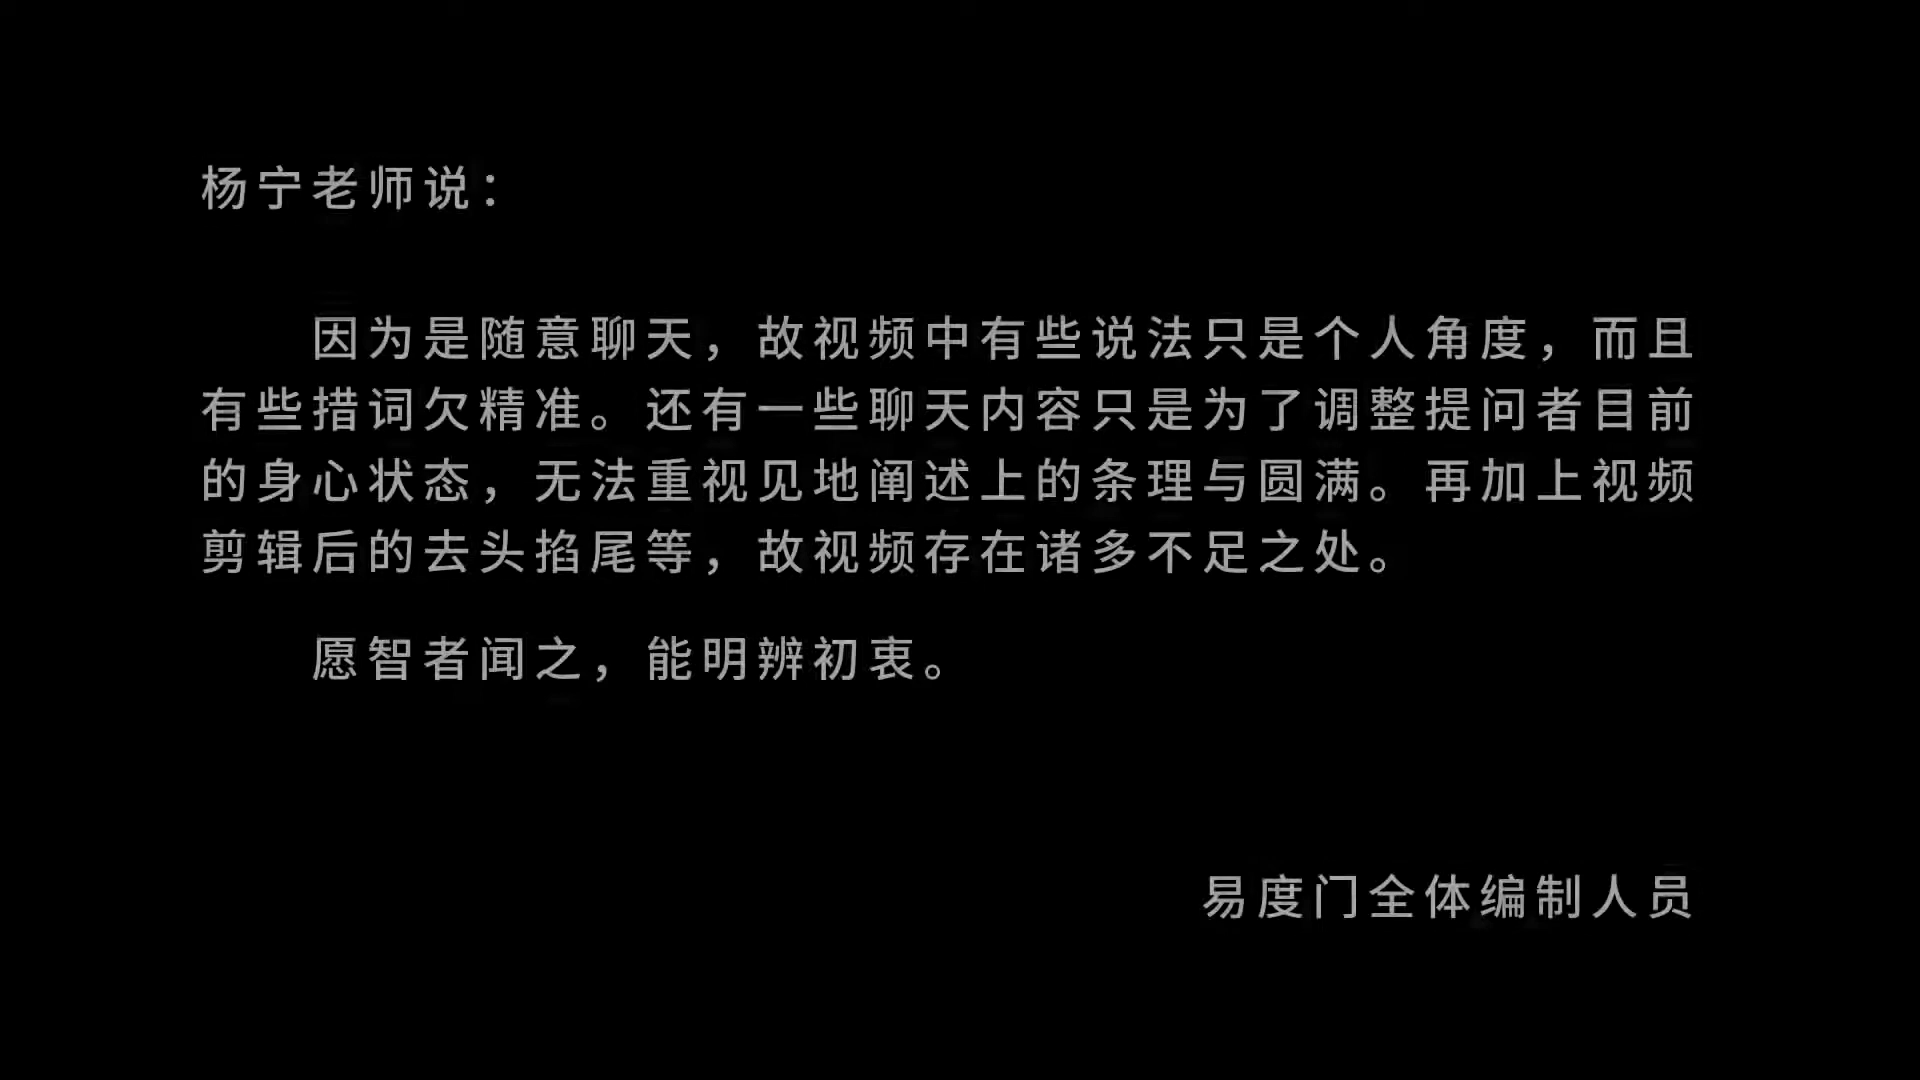 杨宁老师说：
因为是随意聊天，故视频中有些说法只是个人角度，而且
有些措词欠精准。还有一些聊天内容只是为了调整提问者目前
的身心状态，无法重视见地阐述上的条理与圆满。再加上视频
剪辑后的去头掐尾等，故视频存在诸多不足之处。
愿智者闻之，能明辨初衷。
易度门全体编制人员